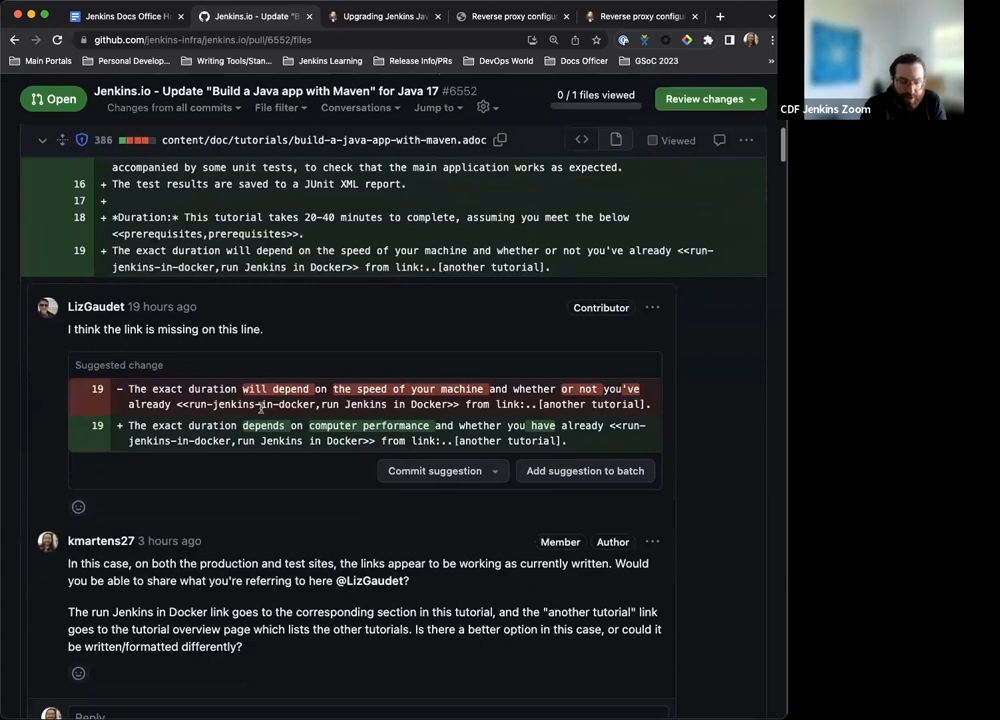 Jenkins Docs Office H
Jenkins.io - Update "B
Upgrading Jenkins Jav
Reverse proxy configur
Reverse proxy configur
github.com/jenkins-infra/jenkins.io/pull/6552/files
Main Portals
Personal Develop...
Writing Tools/Stan...
Jenkins Learning
Release Info/PRs
DevOps World
Docs Officer
GSoC 2023
»
CDF Jenkins Zoom
Open
Jenkins.io - Update "Build a Java app with Maven" for Java 17 #6552
Changes from all commits
File filter
Conversations
Jump to
0 / 1 files viewed
Review changes
386
content/doc/tutorials/build-a-java-app-with-maven.adoc
Viewed
accompanied by some unit tests, to check that the main application works as expected.
16 + The test results are saved to a JUnit XML report.
17 +
18 + *Duration:* This tutorial takes 20-40 minutes to complete, assuming you meet the below
<<prerequisites,prerequisites>>.
19 + The exact duration will depend on the speed of your machine and whether or not you've already <<run-
jenkins-in-docker,run Jenkins in Docker>> from link:..[another tutorial].
LizGaudet 19 hours ago
Contributor
I think the link is missing on this line.
Suggested change
19 - The exact duration will depend on the speed of your machine and whether or not you've
already <<run-jenkins-in-docker,run Jenkins in Docker>> from link:..[another tutorial].
19 + The exact duration depends on computer performance and whether you have already <<run-
jenkins-in-docker,run Jenkins in Docker>> from link:..[another tutorial].
Commit suggestion
Add suggestion to batch
kmartens27 3 hours ago
Member
Author
In this case, on both the production and test sites, the links appear to be working as currently written. Would
you be able to share what you're referring to here @LizGaudet?
The run Jenkins in Docker link goes to the corresponding section in this tutorial, and the "another tutorial" link
goes to the tutorial overview page which lists the other tutorials. Is there a better option in this case, or could it
be written/formatted differently?
Reply